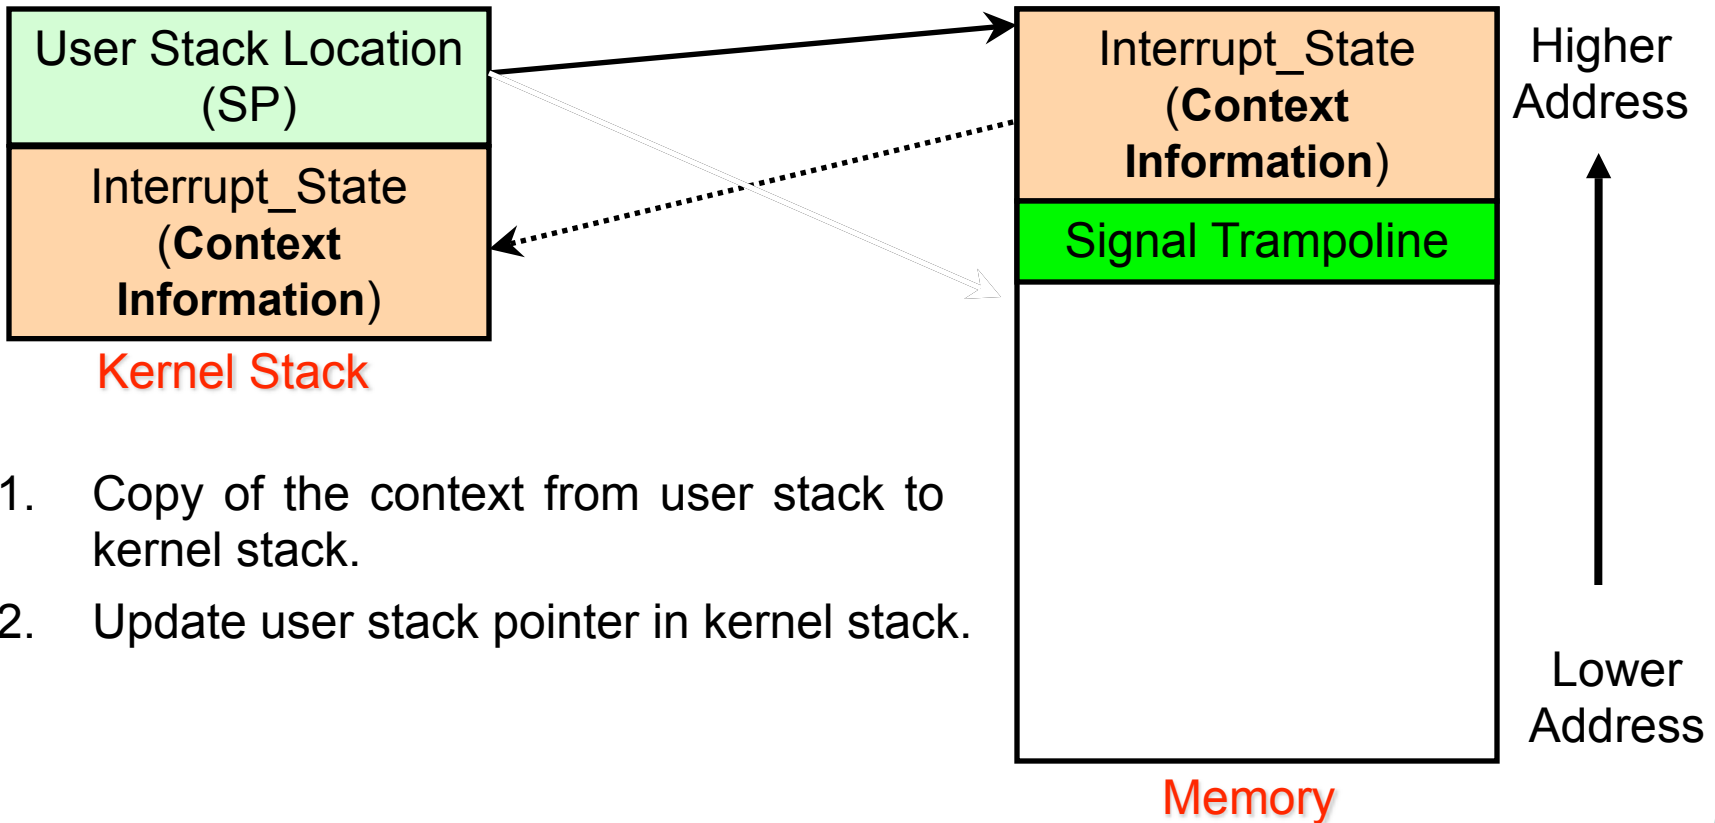 User Stack Location
(SP)
Interrupt_State
(Context
Information)
Kernel Stack
Interrupt_State
(Context
Information)
Signal Trampoline
Memory
Higher
Address
Lower
Address
1. Copy of the context from user stack to
kernel stack.
2. Update user stack pointer in kernel stack.